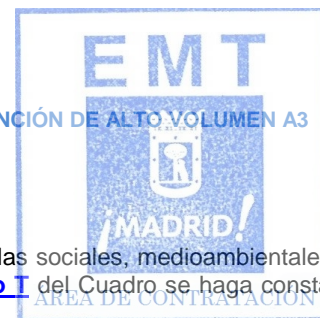 EMT
NCIÓN DE ALTO VOLUMEN A3
¡MADRID!
las sociales, medioambientale
o T del Cuadro se haga consta
ÁREA DE CONTRATACIÓN